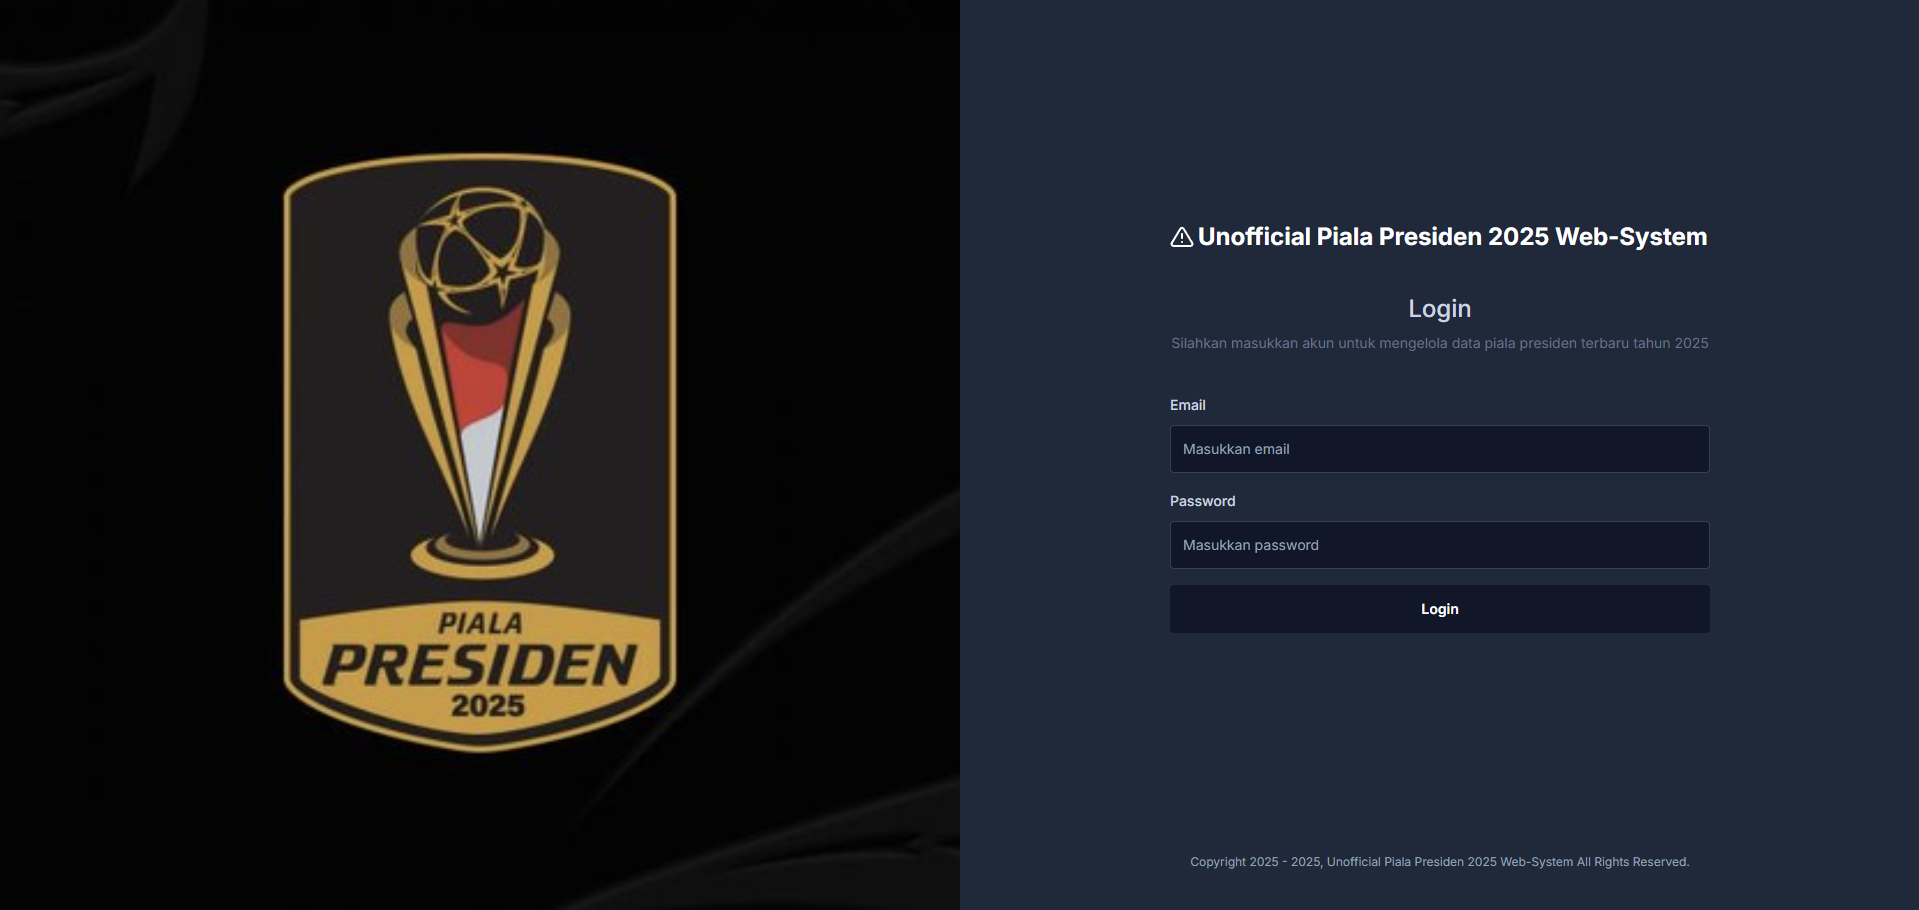 PIALA
PRESIDEN
2025
Unofficial Piala Presiden 2025 Web-System
Login
Silahkan masukkan akun untuk mengelola data piala presiden terbaru tahun 2025
Email
Masukkan email
Password
Masukkan password
Login
Copyright 2025 - 2025, Unofficial Piala Presiden 2025 Web-System All Rights Reserved.